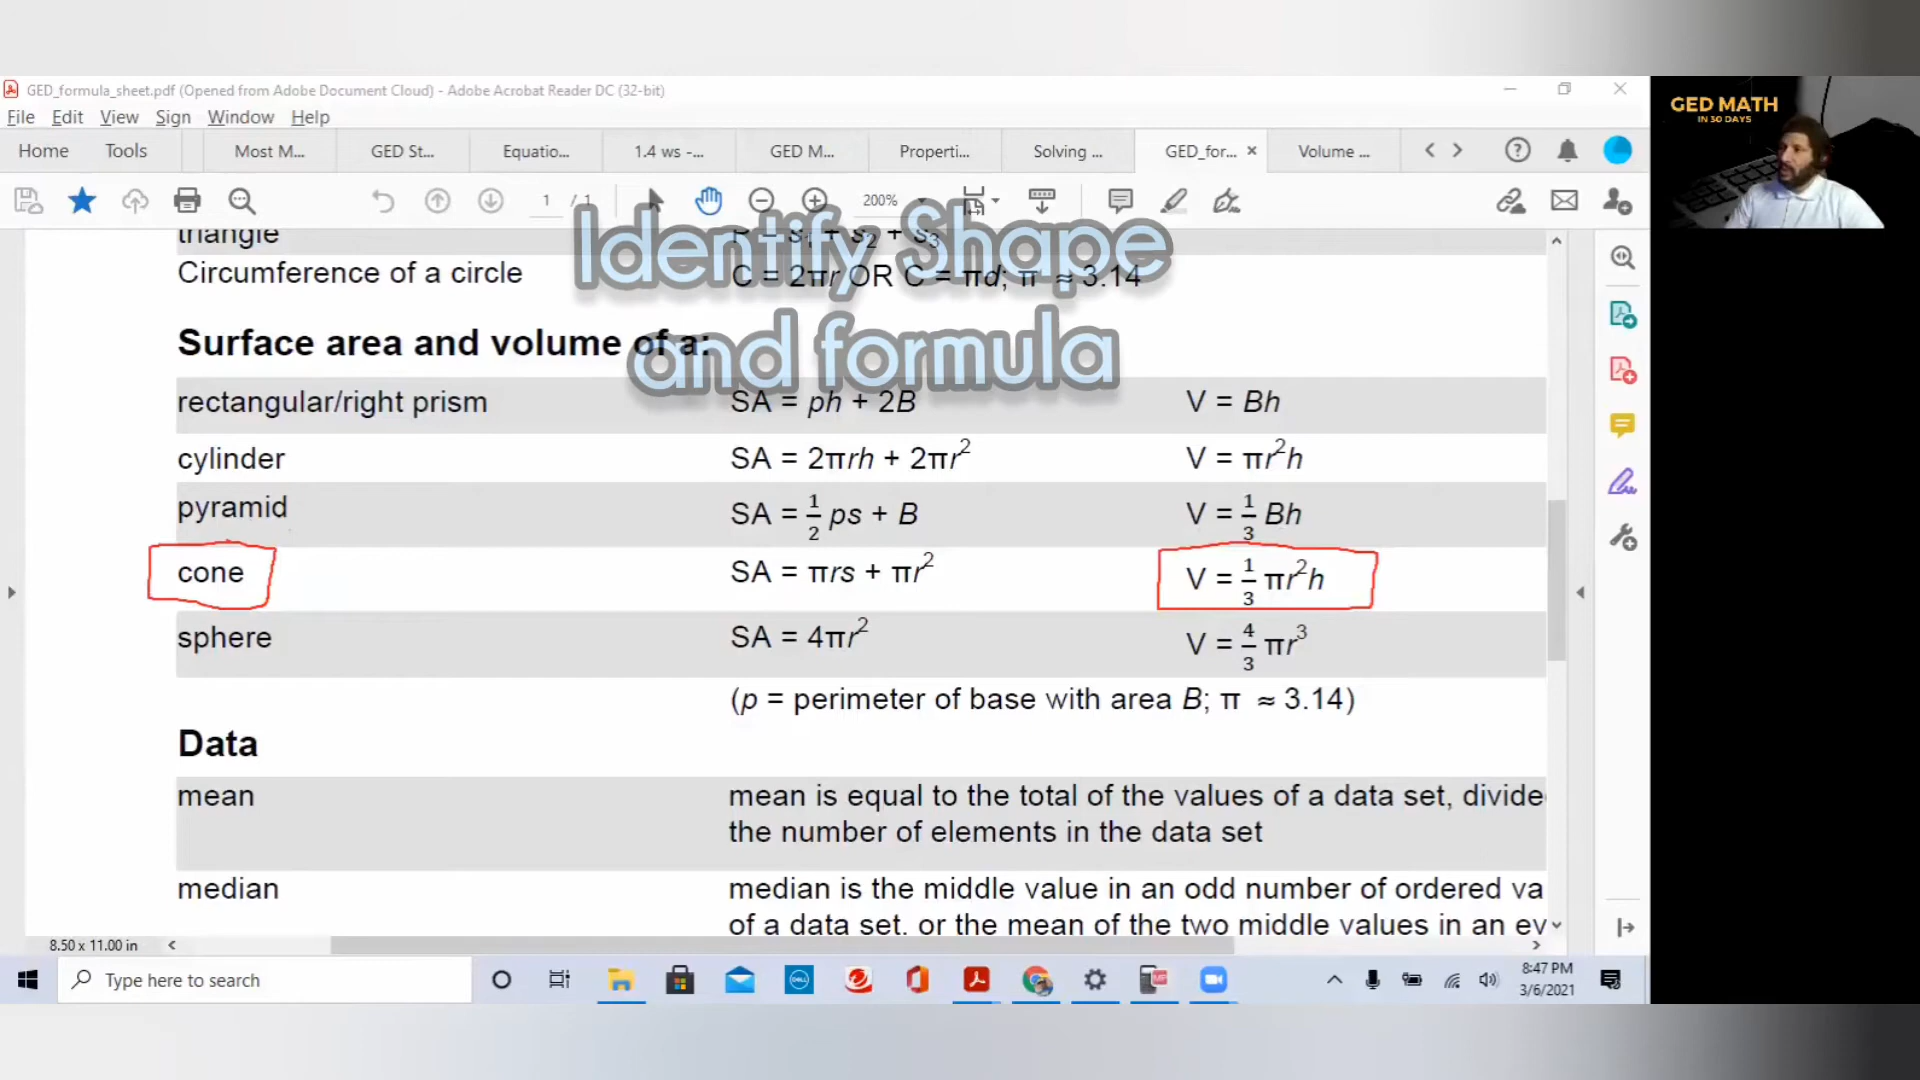 GED_formula_sheet.pdf (Opened from Adobe Document Cloud) - Adobe Acrobat Reader DC (32-bit)
GED MATH
IN 30 DAYS
File Edit View Sign Window Help
Home Tools Most M... GED St... Equatio... 1.4 ws -... GED M... Properti... Solving ... GED_for... × Volume ...
1 / 1 200%
Identify Shape
and formula
triangle P = s₁ + s₂ + s₃
Circumference of a circle C = 2πr OR C = πd; π ≈ 3.14
Surface area and volume of a:
rectangular/right prism SA = ph + 2B V = Bh
cylinder SA = 2πrh + 2πr² V = πr²h
pyramid SA = 1/2 ps + B V = 1/3 Bh
cone SA = πrs + πr² V = 1/3 πr²h
sphere SA = 4πr² V = 4/3 πr³
(p = perimeter of base with area B; π ≈ 3.14)
Data
mean mean is equal to the total of the values of a data set, divide
the number of elements in the data set
median median is the middle value in an odd number of ordered va
of a data set, or the mean of the two middle values in an ev
8.50 x 11.00 in
Type here to search
DELL
8:47 PM
3/6/2021